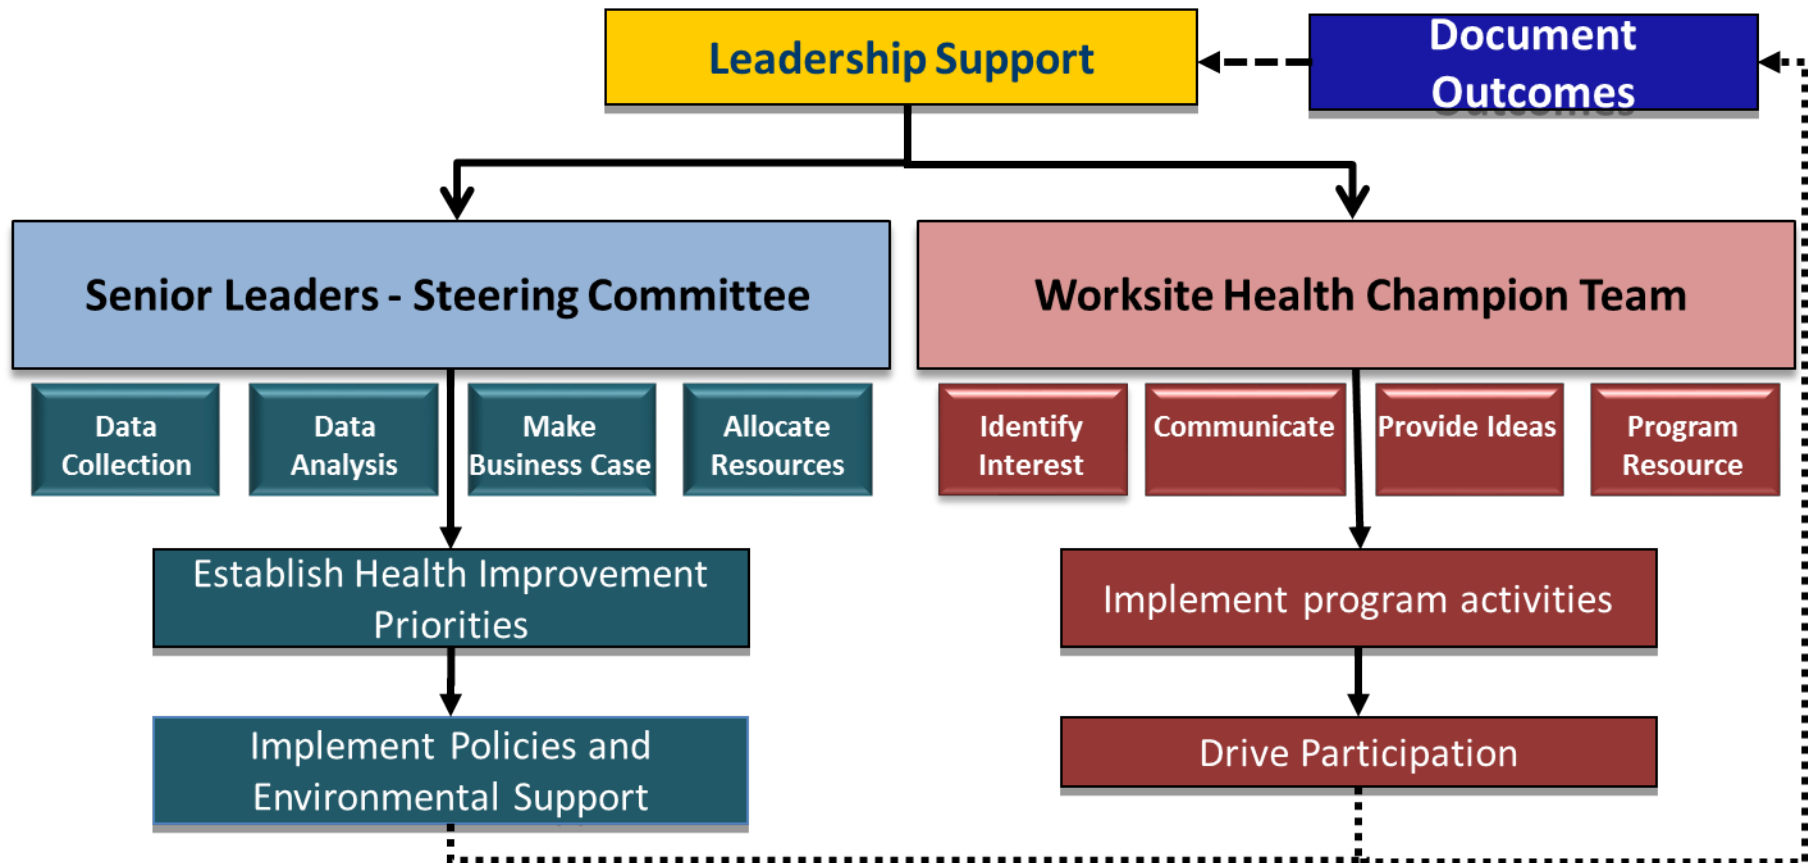 Leadership Support
Document
Outcomes
Senior Leaders - Steering Committee
Worksite Health Champion Team
Data
Collection
Data
Analysis
Make
Business Case
Allocate
Resources
Identify
Interest
Communicate
Provide Ideas
Program
Resource
Establish Health Improvement
Priorities
Implement program activities
Implement Policies and
Environmental Support
Drive Participation